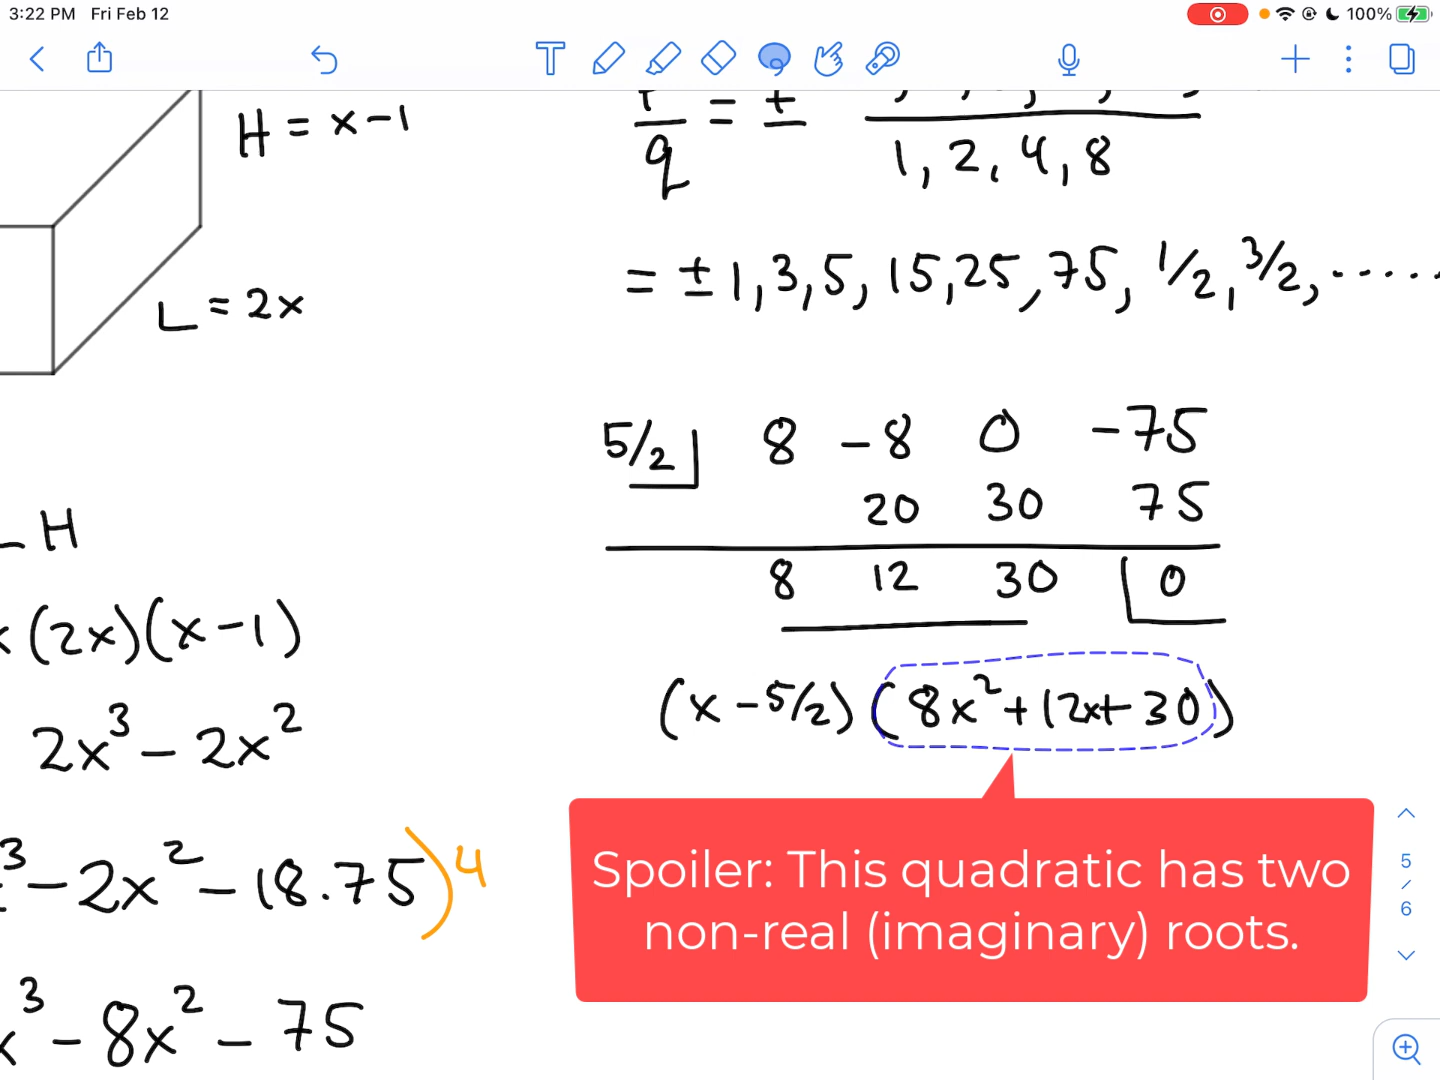 3:22 PM Fri Feb 12
100%
T
H = x - 1
L = 2x
H
(2x)(x - 1)
2x³ - 2x²
³ - 2x² - 18.75) 4
x³ - 8x² - 75
q = ±
1, 2, 4, 8
= ± 1, 3, 5, 15, 25, 75, 1/2, 3/2, ......
5/2 8 -8 0 -75
20 30 75
8 12 30 0
(x - 5/2) (8x² + 12x + 30)
Spoiler: This quadratic has two
non-real (imaginary) roots.
5
/
6